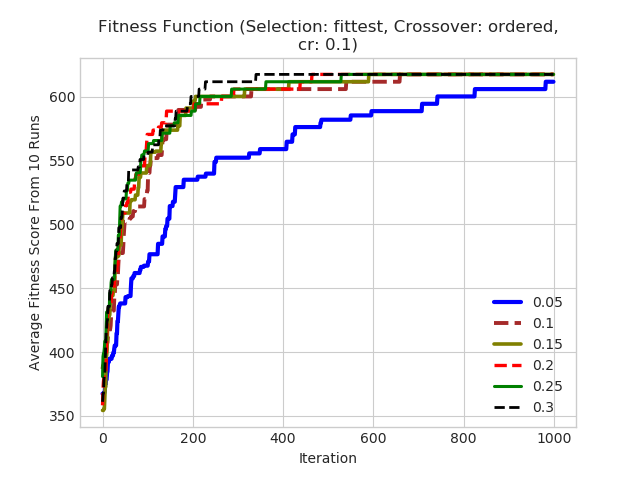 Fitness Function (Selection: fittest, Crossover: ordered,
cr: 0.1)
Average Fitness Score From 10 Runs
600
550
500
450
400
350
0.05
0.1
0.15
0.2
0.25
0.3
0 200 400 600 800 1000
Iteration